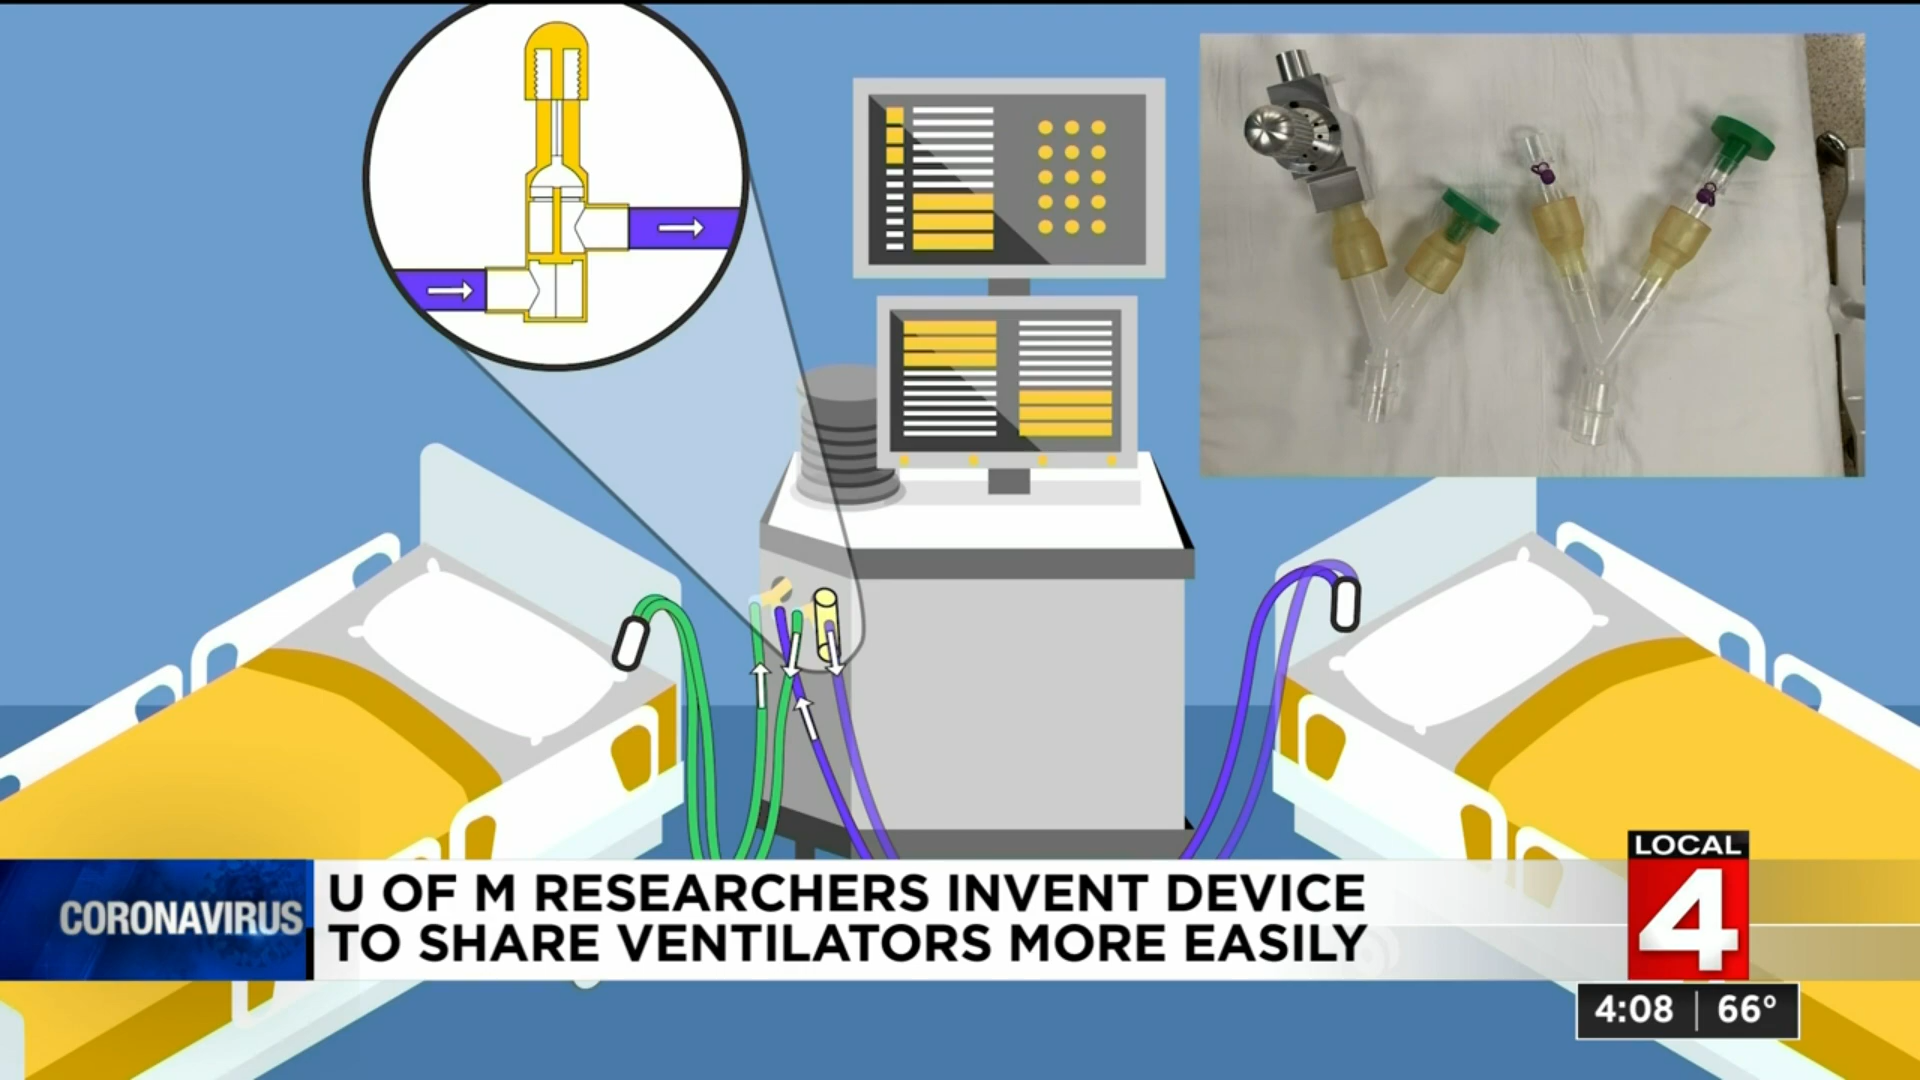 CORONAVIRUS
U OF M RESEARCHERS INVENT DEVICE
TO SHARE VENTILATORS MORE EASILY
LOCAL
4
4:08 66°